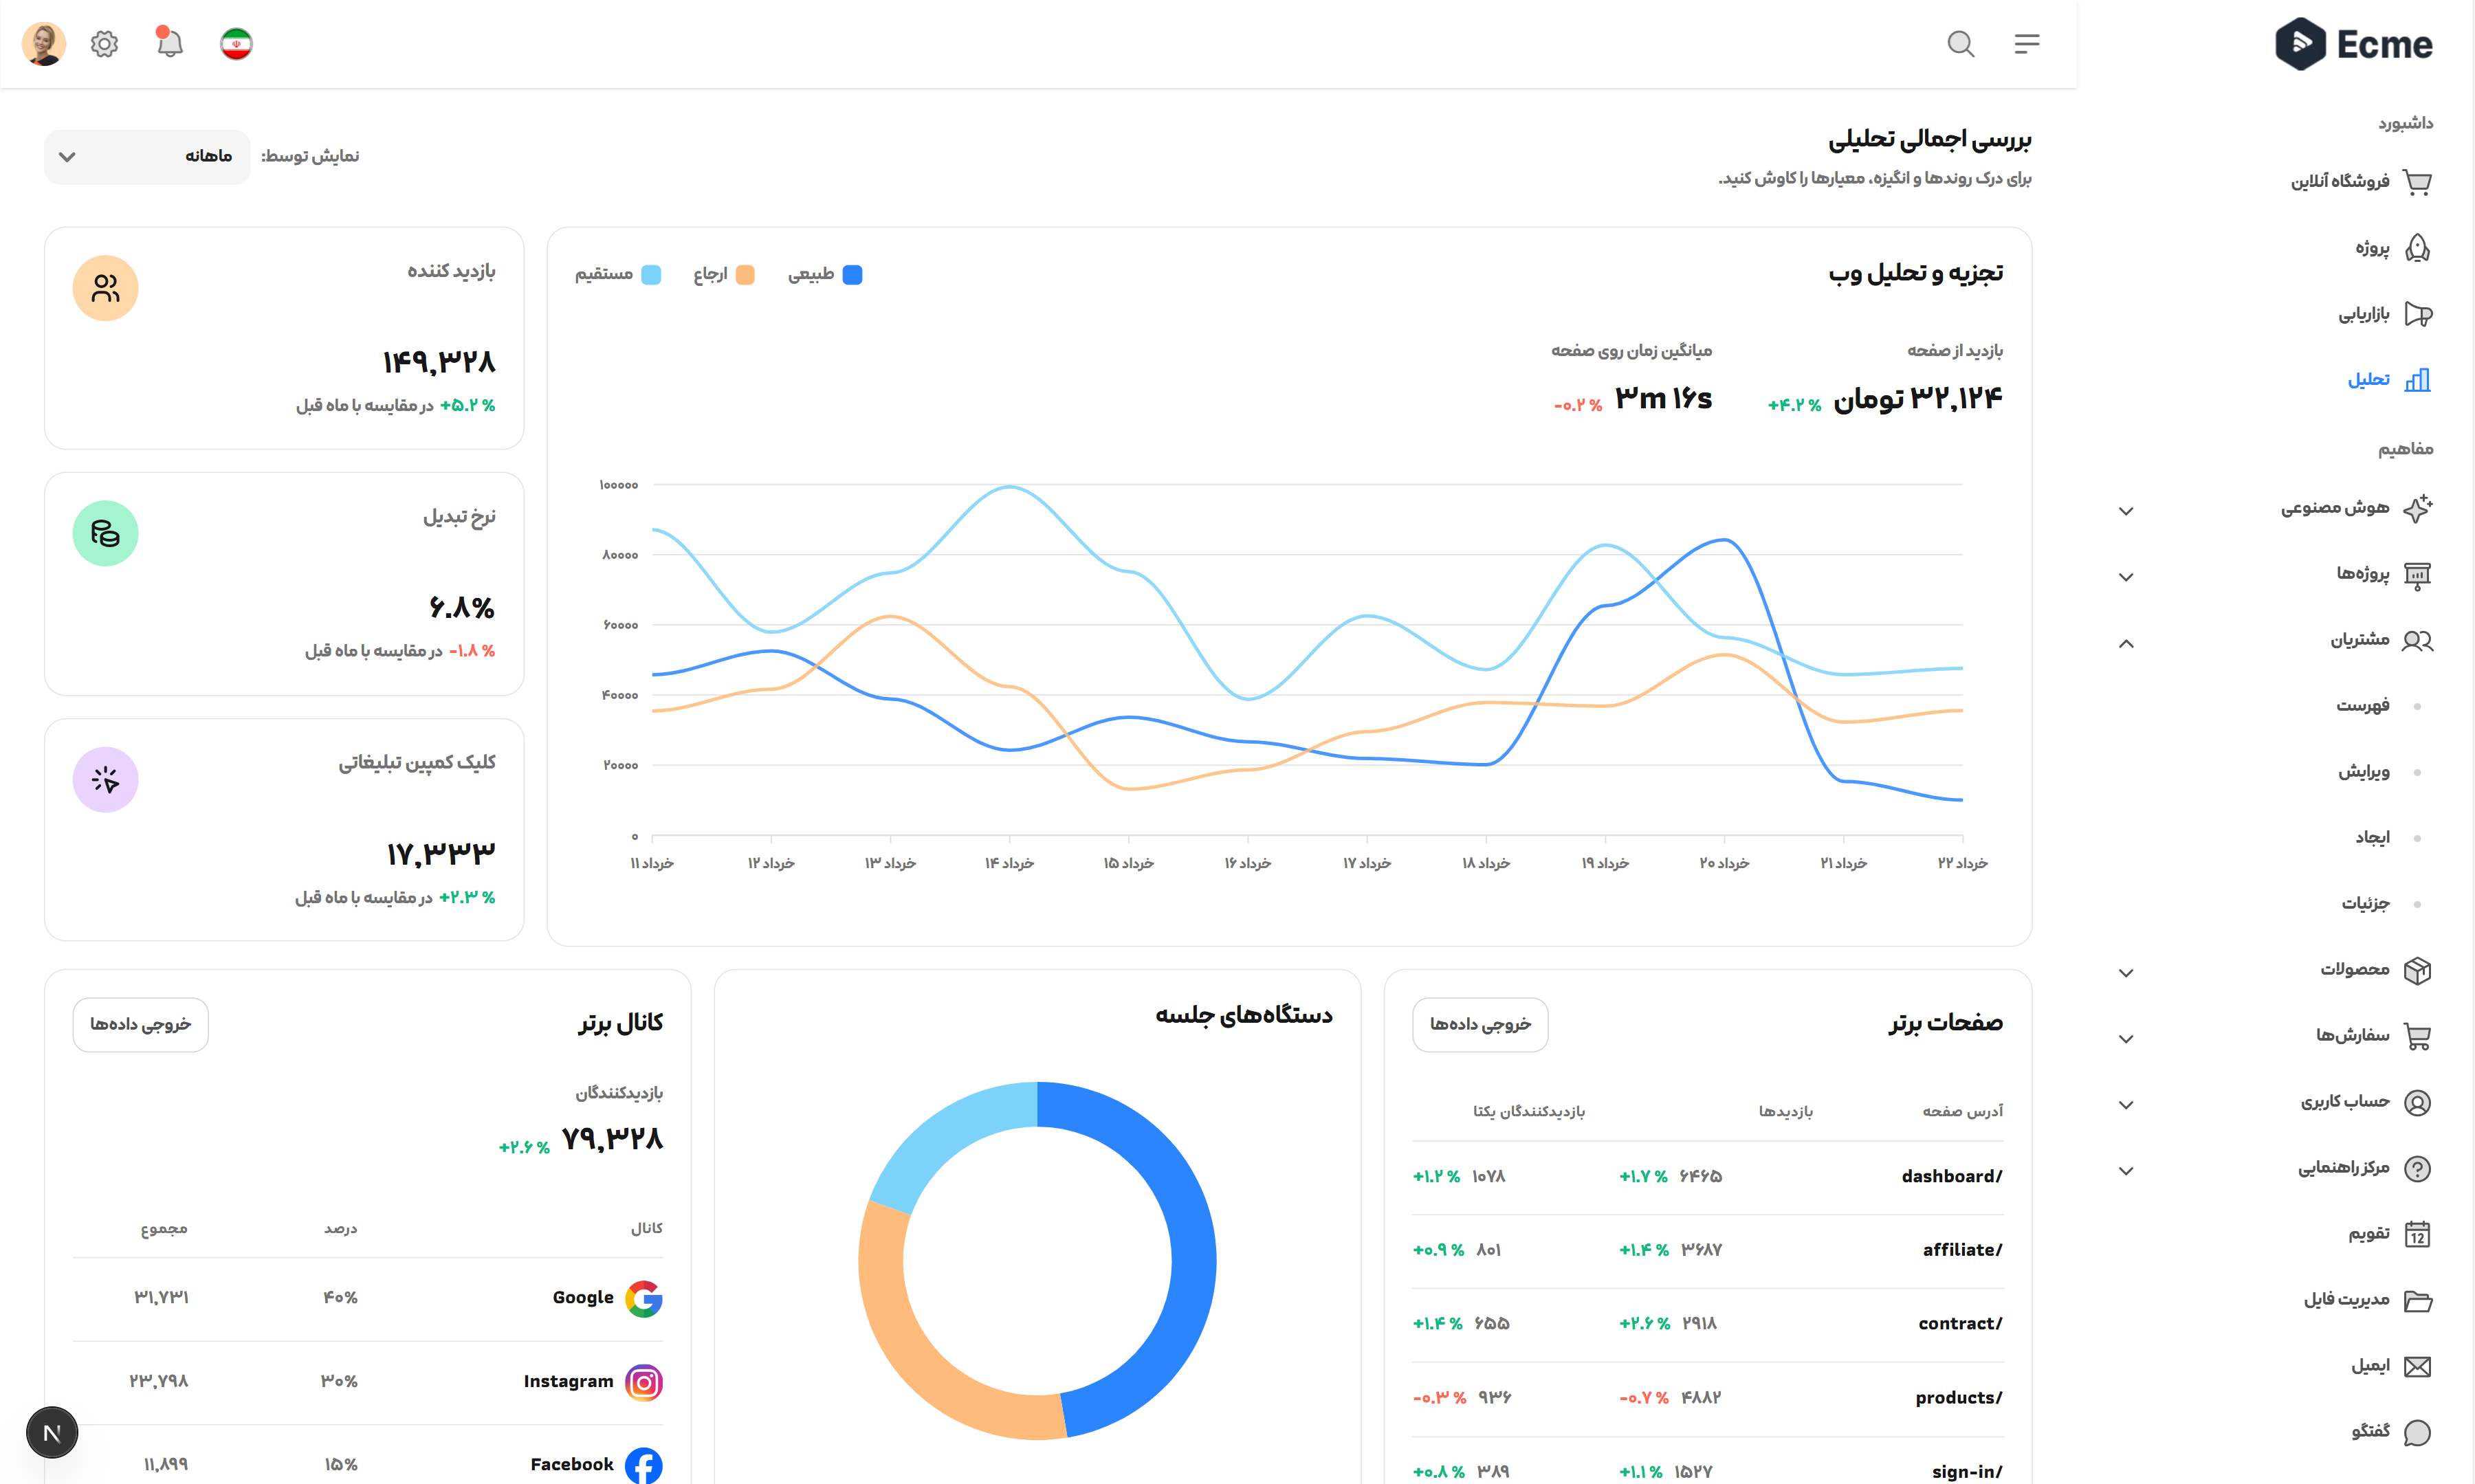 Ecme
داشبورد
فروشگاه آنلاین
پروژه
بازاریابی
تحلیل
مفاهیم
هوش مصنوعی
پروژه‌ها
مشتریان
فهرست
ویرایش
ایجاد
جزئیات
محصولات
سفارش‌ها
حساب کاربری
مرکز راهنمایی
12
تقویم
مدیریت فایل
ایمیل
گفتگو
بررسی اجمالی تحلیلی
برای درک روندها و انگیزه، معیارها را کاوش کنید.
نمایش توسط: ماهانه
تجزیه و تحلیل وب
طبیعی ارجاع مستقیم
بازدید از صفحه
۳۲,۱۲۴ تومان +۴.۲ %
میانگین زمان روی صفحه
۳m ۱۶s -۰.۲ %
۱۰۰۰۰۰
۸۰۰۰۰
۶۰۰۰۰
۴۰۰۰۰
۲۰۰۰۰
۰
خرداد ۱۱ خرداد ۱۲ خرداد ۱۳ خرداد ۱۴ خرداد ۱۵ خرداد ۱۶ خرداد ۱۷ خرداد ۱۸ خرداد ۱۹ خرداد ۲۰ خرداد ۲۱ خرداد ۲۲
بازدید کننده
۱۴۹,۳۲۸
+۵.۲ % در مقایسه با ماه قبل
نرخ تبدیل
۶.۸%
-۱.۸ % در مقایسه با ماه قبل
کلیک کمپین تبلیغاتی
۱۷,۳۳۳
+۲.۳ % در مقایسه با ماه قبل
صفحات برتر
خروجی داده‌ها
آدرس صفحه بازدیدها بازدیدکنندگان یکتا
dashboard/ ۶۴۶۵ +۱.۷ % ۱۰۷۸ +۱.۲ %
affiliate/ ۳۶۸۷ +۱.۴ % ۸۰۱ +۰.۹ %
contract/ ۲۹۱۸ +۲.۶ % ۶۵۵ +۱.۴ %
products/ ۴۸۸۲ -۰.۷ % ۹۳۶ -۰.۳ %
sign-in/ ۱۵۲۷ +۱.۱ % ۳۸۹ +۰.۸ %
دستگاه‌های جلسه
کانال برتر
خروجی داده‌ها
بازدیدکنندگان
۷۹,۳۲۸ +۲.۶ %
کانال درصد مجموع
Google ۴۰% ۳۱,۷۳۱
Instagram ۳۰% ۲۳,۷۹۸
Facebook ۱۵% ۱۱,۸۹۹
N